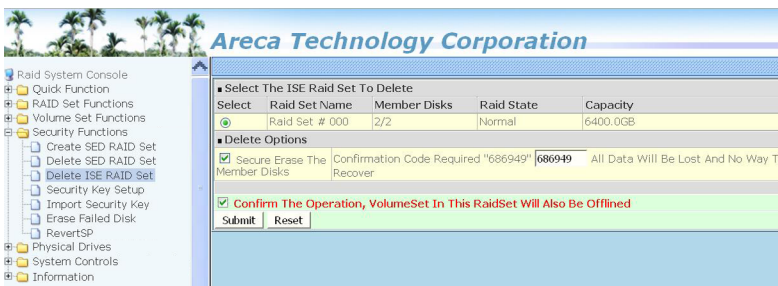 Areca Technology Corporation
Raid System Console
Quick Function
RAID Set Functions
Volume Set Functions
Security Functions
Create SED RAID Set
Delete SED RAID Set
Delete ISE RAID Set
Security Key Setup
Import Security Key
Erase Failed Disk
RevertSP
Physical Drives
System Controls
Information
Select The ISE Raid Set To Delete
Select Raid Set Name Member Disks Raid State Capacity
Raid Set # 000 2/2 Normal 6400.0GB
Delete Options
Secure Erase The Member Disks
Confirmation Code Required "686949" 686949 All Data Will Be Lost And No Way T
Recover
Confirm The Operation, VolumeSet In This RaidSet Will Also Be Offlined
Submit Reset